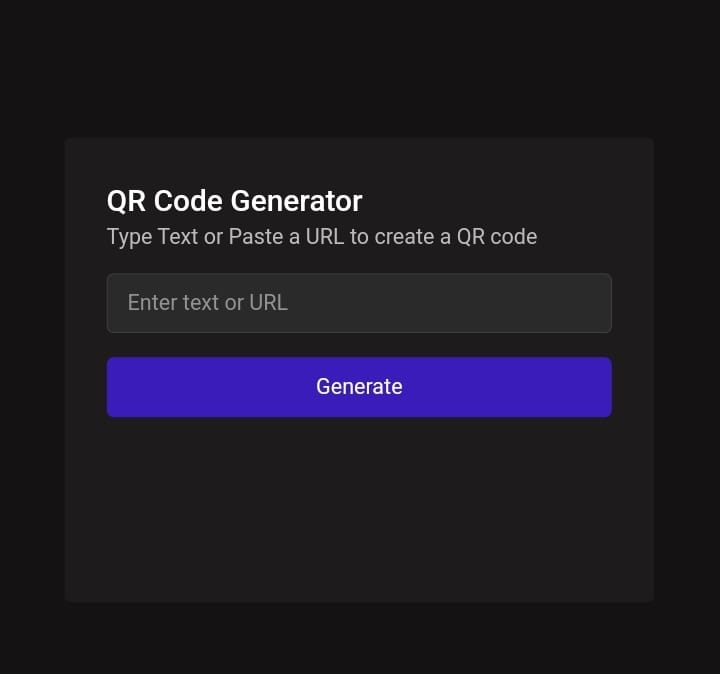 QR Code Generator
Type Text or Paste a URL to create a QR code
Enter text or URL
Generate